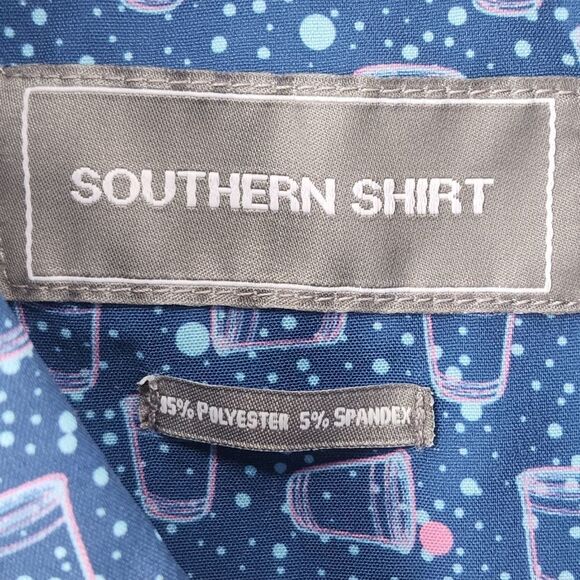 SOUTHERN SHIRT
95% POLYESTER 5% SPANDEX